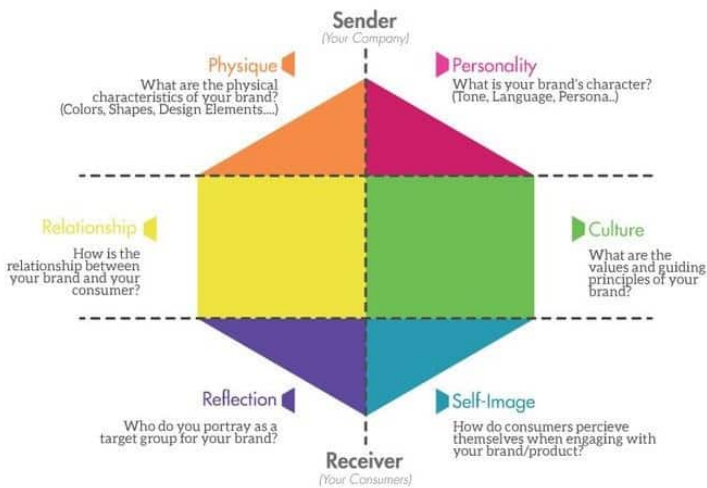 Sender
(Your Company)
Physique
What are the physical
characteristics of your brand?
(Colors, Shapes, Design Elements....)
Personality
What is your brand's character?
(Tone, Language, Persona..)
Relationship
How is the
relationship between
your brand and your
consumer?
Culture
What are the
values and guiding
principles of your
brand?
Reflection
Who do you portray as a
target group for your brand?
Self-Image
How do consumers percieve
themselves when engaging with
your brand/product?
Receiver
(Your Consumers)